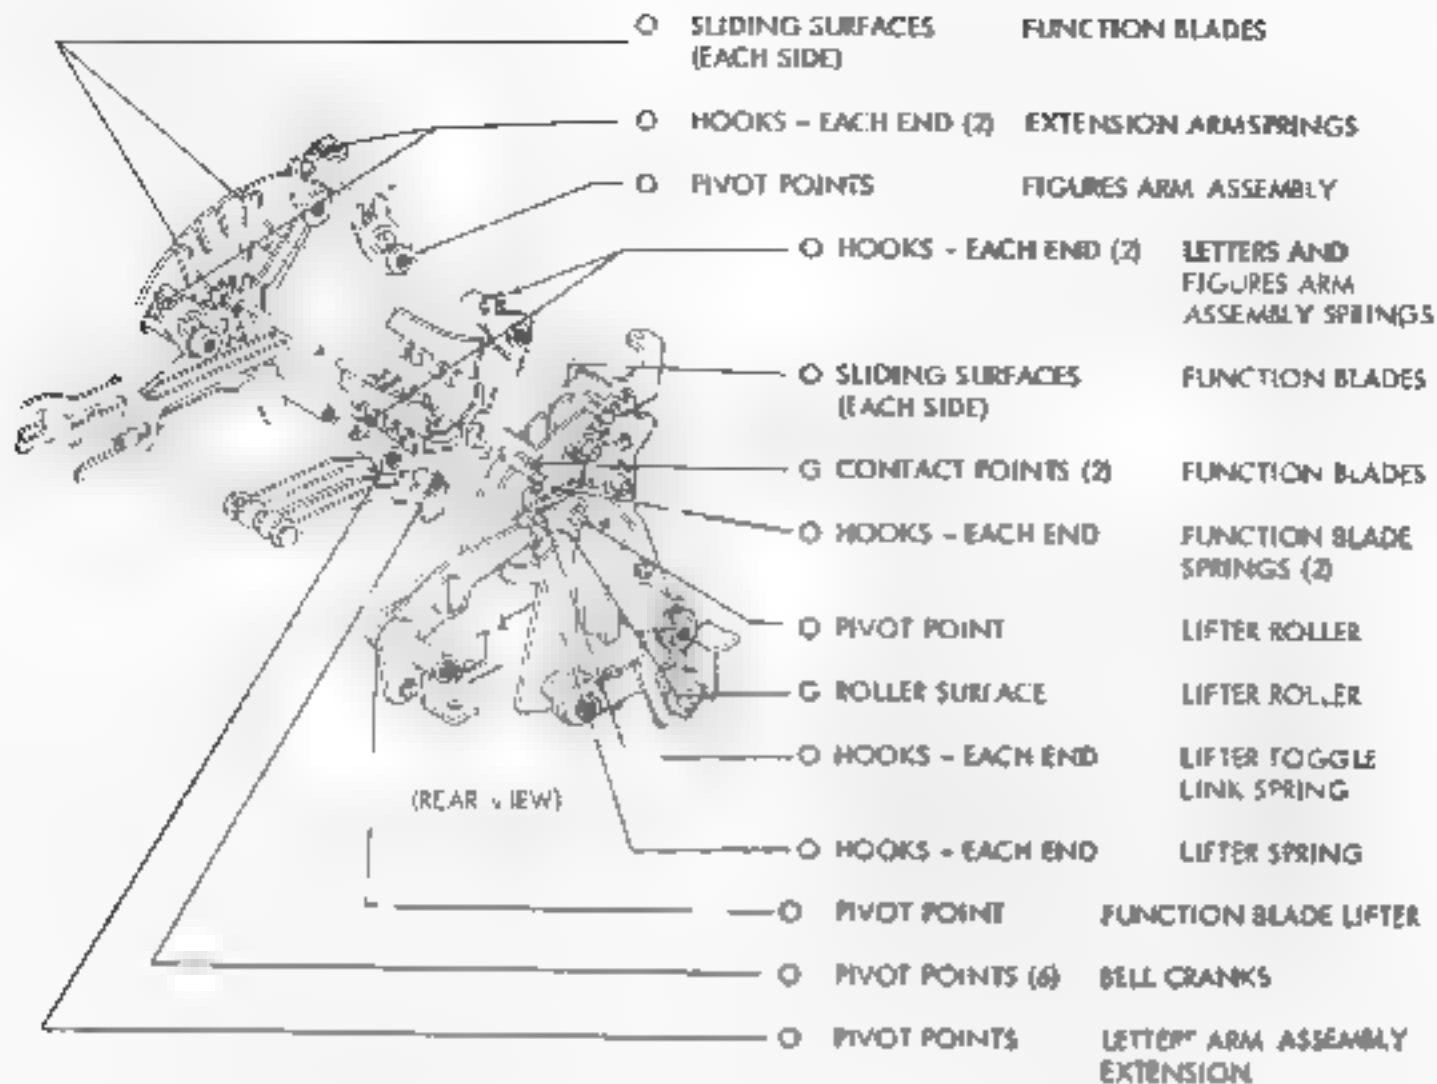 O SLIDING SURFACES FUNCTION BLADES
(EACH SIDE)
O HOOKS - EACH END (2) EXTENSION ARM SPRINGS
O PIVOT POINTS FIGURES ARM ASSEMBLY
O HOOKS - EACH END (2) LETTERS AND
FIGURES ARM
ASSEMBLY SPRINGS
O SLIDING SURFACES FUNCTION BLADES
(EACH SIDE)
G CONTACT POINTS (2) FUNCTION BLADES
O HOOKS - EACH END FUNCTION BLADE
SPRINGS (2)
O PIVOT POINT LIFTER ROLLER
G ROLLER SURFACE LIFTER ROLLER
O HOOKS - EACH END LIFTER TOGGLE
LINK SPRING
(REAR VIEW)
O HOOKS - EACH END LIFTER SPRING
O PIVOT POINT FUNCTION BLADE LIFTER
O PIVOT POINTS (6) BELL CRANKS
O PIVOT POINTS ARM ASSEMBLY
EXTENSION